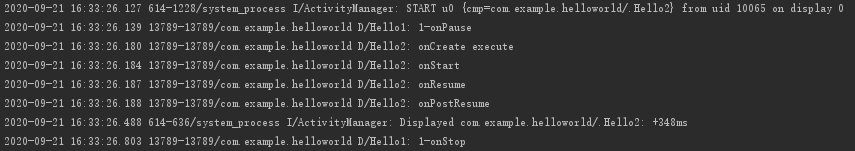 2020-09-21 16:33:26.127 614-1228/system_process I/ActivityManager: START u0 {cmp=com.example.helloworld/.Hello2} from uid 10065 on display 0
2020-09-21 16:33:26.139 13789-13789/com.example.helloworld D/Hello1: 1-onPause
2020-09-21 16:33:26.180 13789-13789/com.example.helloworld D/Hello2: onCreate execute
2020-09-21 16:33:26.184 13789-13789/com.example.helloworld D/Hello2: onStart
2020-09-21 16:33:26.187 13789-13789/com.example.helloworld D/Hello2: onResume
2020-09-21 16:33:26.188 13789-13789/com.example.helloworld D/Hello2: onPostResume
2020-09-21 16:33:26.488 614-636/system_process I/ActivityManager: Displayed com.example.helloworld/.Hello2: +348ms
2020-09-21 16:33:26.803 13789-13789/com.example.helloworld D/Hello1: 1-onStop